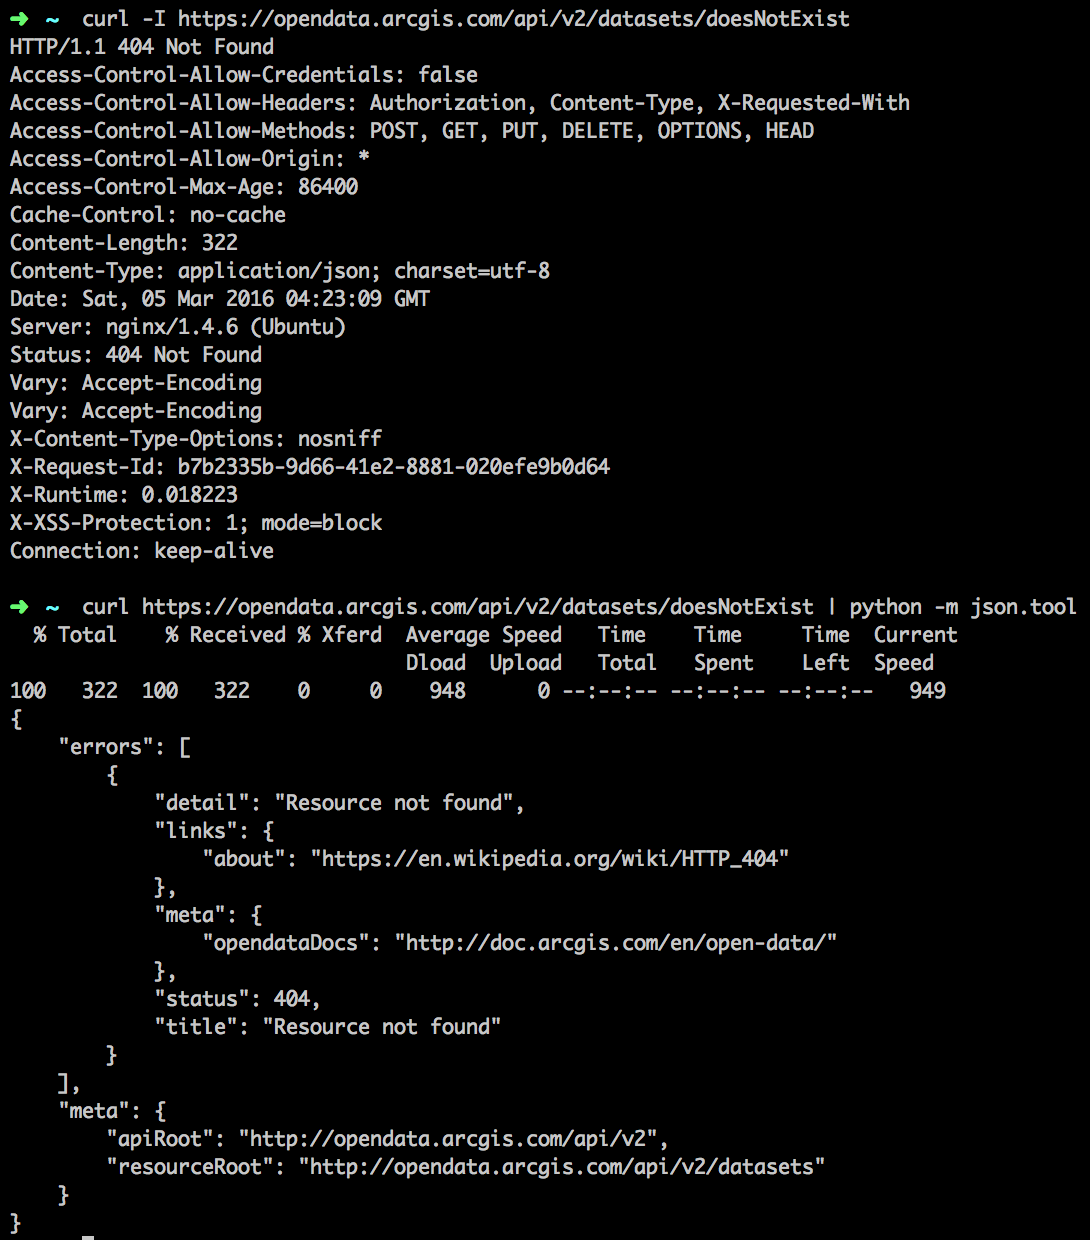 ➜ ~ curl -I https://opendata.arcgis.com/api/v2/datasets/doesNotExist
HTTP/1.1 404 Not Found
Access-Control-Allow-Credentials: false
Access-Control-Allow-Headers: Authorization, Content-Type, X-Requested-With
Access-Control-Allow-Methods: POST, GET, PUT, DELETE, OPTIONS, HEAD
Access-Control-Allow-Origin: *
Access-Control-Max-Age: 86400
Cache-Control: no-cache
Content-Length: 322
Content-Type: application/json; charset=utf-8
Date: Sat, 05 Mar 2016 04:23:09 GMT
Server: nginx/1.4.6 (Ubuntu)
Status: 404 Not Found
Vary: Accept-Encoding
Vary: Accept-Encoding
X-Content-Type-Options: nosniff
X-Request-Id: b7b2335b-9d66-41e2-8881-020efe9b0d64
X-Runtime: 0.018223
X-XSS-Protection: 1; mode=block
Connection: keep-alive

➜ ~ curl https://opendata.arcgis.com/api/v2/datasets/doesNotExist | python -m json.tool
  % Total    % Received % Xferd  Average Speed   Time    Time     Time  Current
                                 Dload  Upload   Total   Spent    Left  Speed
100   322  100   322    0     0    948      0 --:--:-- --:--:-- --:--:--   949
{
    "errors": [
        {
            "detail": "Resource not found",
            "links": {
                "about": "https://en.wikipedia.org/wiki/HTTP_404"
            },
            "meta": {
                "opendataDocs": "http://doc.arcgis.com/en/open-data/"
            },
            "status": 404,
            "title": "Resource not found"
        }
    ],
    "meta": {
        "apiRoot": "http://opendata.arcgis.com/api/v2",
        "resourceRoot": "http://opendata.arcgis.com/api/v2/datasets"
    }
}